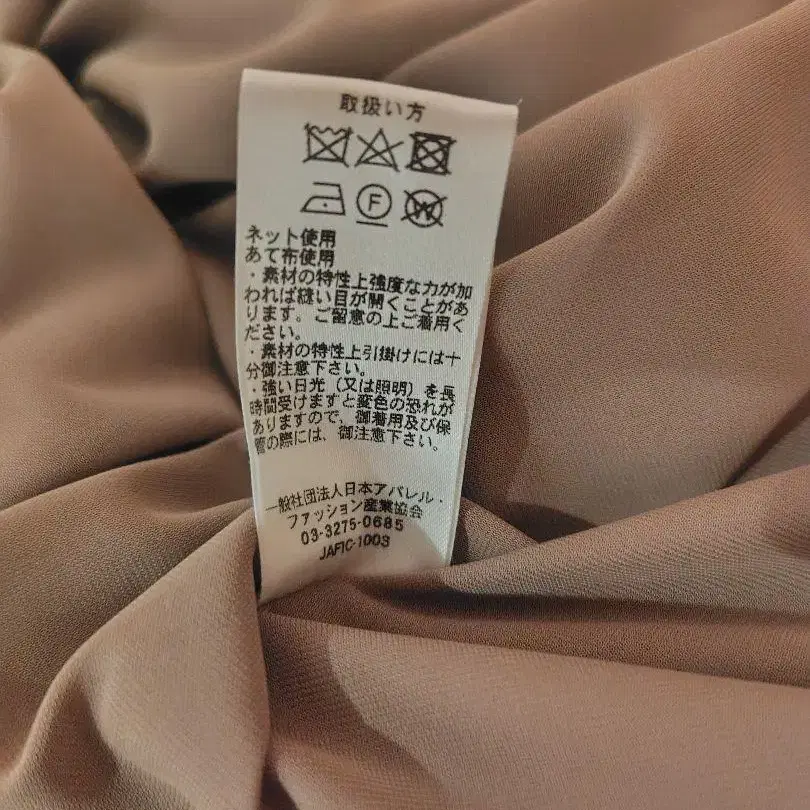 取扱い方
F W
ネット使用
あて布使用
・素材の特性上強度な力が加
われば縫い目が開くことがあ
ります。ご留意の上ご着用く
ださい。
・素材の特性上引掛けには十
分御注意下さい。
・強い日光（又は照明）を長
時間受けますと変色の恐れが
ありますので、御着用及び保
管の際には、御注意下さい。
一般社団法人日本アパレル・
ファッション産業協会
03-3275-0685
JAFIC-1003